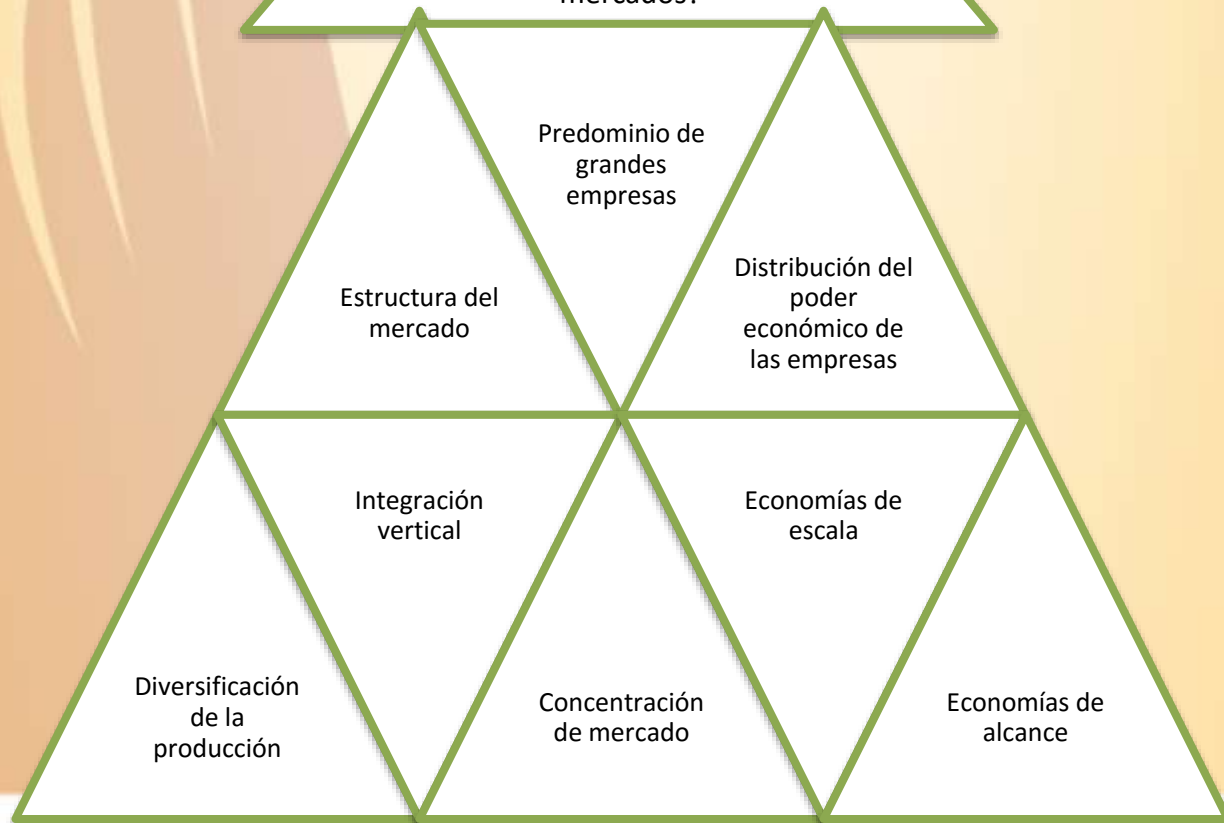 mercados?
Predominio de
grandes
empresas
Estructura del
mercado
Distribución del
poder
económico de
las empresas
Integración
vertical
Economías de
escala
Diversificación
de la
producción
Concentración
de mercado
Economías de
alcance